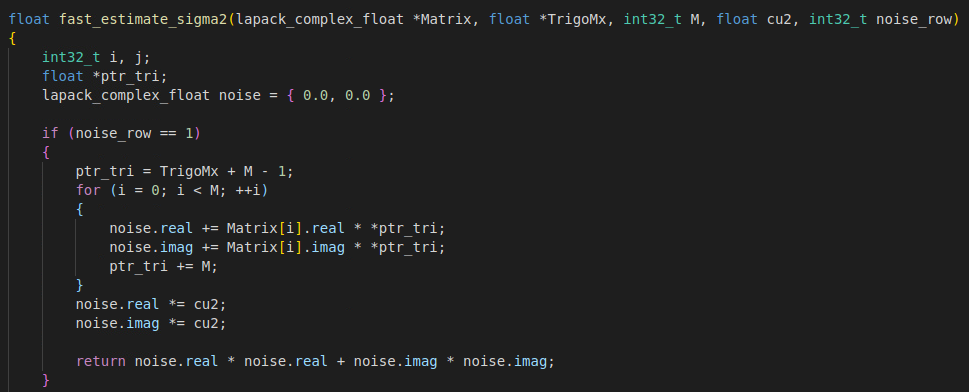 float fast_estimate_sigma2(lapack_complex_float *Matrix, float *TrigoMx, int32_t M, float cu2, int32_t noise_row)
{
    int32_t i, j;
    float *ptr_tri;
    lapack_complex_float noise = { 0.0, 0.0 };

    if (noise_row == 1)
    {
        ptr_tri = TrigoMx + M - 1;
        for (i = 0; i < M; ++i)
        {
            noise.real += Matrix[i].real * *ptr_tri;
            noise.imag += Matrix[i].imag * *ptr_tri;
            ptr_tri += M;
        }
        noise.real *= cu2;
        noise.imag *= cu2;

        return noise.real * noise.real + noise.imag * noise.imag;
    }